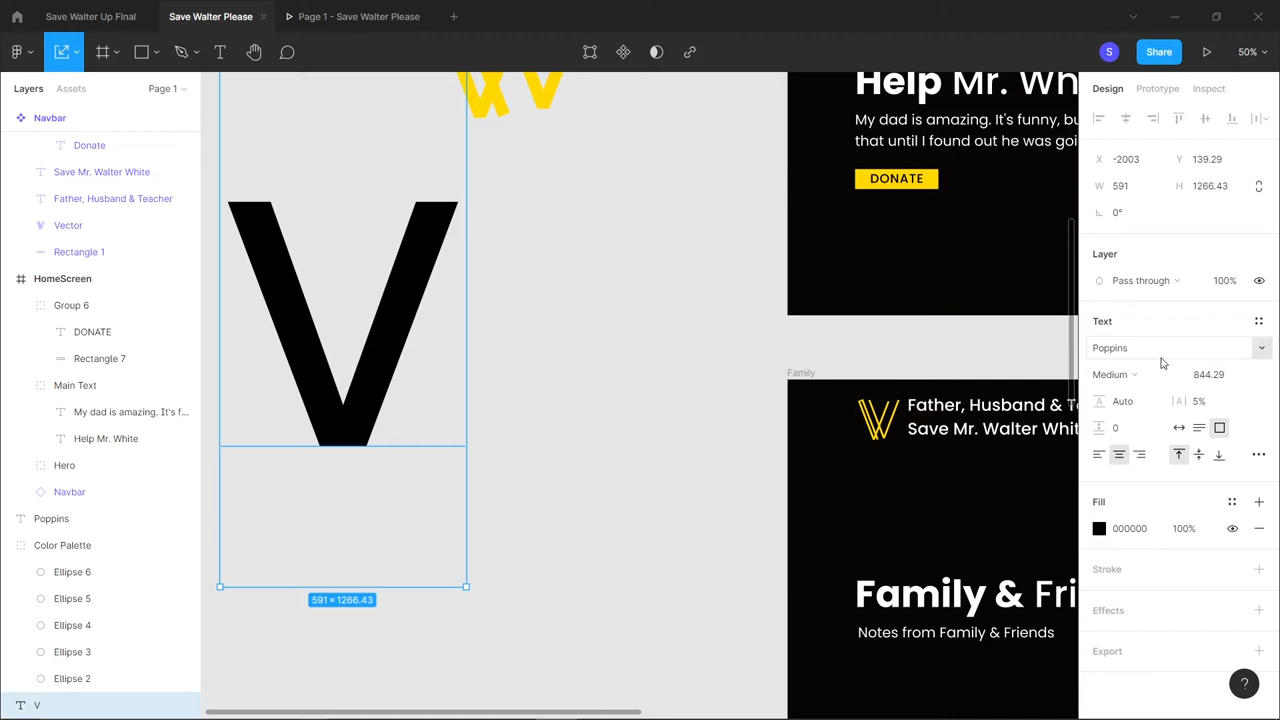 Save Walter Up FInal
Save Walter Please
Page 1 - Save Walter Please
S
Share
50%
Layers
Assets
Page 1
Navbar
Donate
Save Mr. Walter White
Father, Husband & Teacher
Vector
Rectangle 1
HomeScreen
Group 6
DONATE
Rectangle 7
Main Text
My dad is amazing. It's f...
Help Mr. White
Hero
Navbar
Poppins
Color Palette
Ellipse 6
Ellipse 5
Ellipse 4
Ellipse 3
Ellipse 2
V
V
591 × 1266.43
Help Mr. Wh
My dad is amazing. It's funny, bu
that until I found out he was goi
DONATE
Family
Father, Husband & T
Save Mr. Walter Whit
Family & Fri
Notes from Family & Friends
Design
Prototype
Inspect
X -2003
Y 139.29
W 591
H 1266.43
0°
Layer
Pass through
100%
Text
Poppins
Medium
844.29
Auto
5%
0
Fill
000000
100%
Stroke
Effects
Export
?